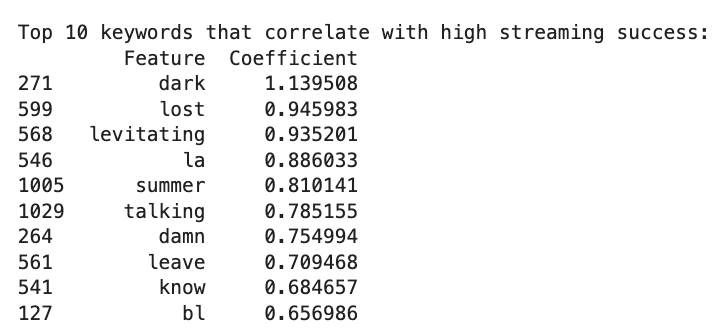 Top 10 keywords that correlate with high streaming success:
Feature Coefficient
271 dark 1.139508
599 lost 0.945983
568 levitating 0.935201
546 la 0.886033
1005 summer 0.810141
1029 talking 0.785155
264 damn 0.754994
561 leave 0.709468
541 know 0.684657
127 bl 0.656986